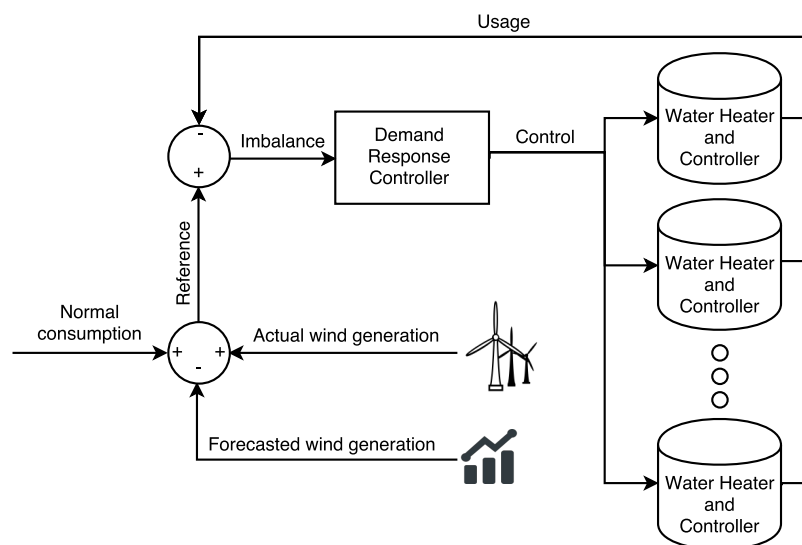 Usage
-
+
Imbalance
Demand
Response
Controller
Control
Water Heater
and
Controller
Water Heater
and
Controller
Reference
Normal
consumption
+
+
-
Actual wind generation
Forecasted wind generation
Water Heater
and
Controller